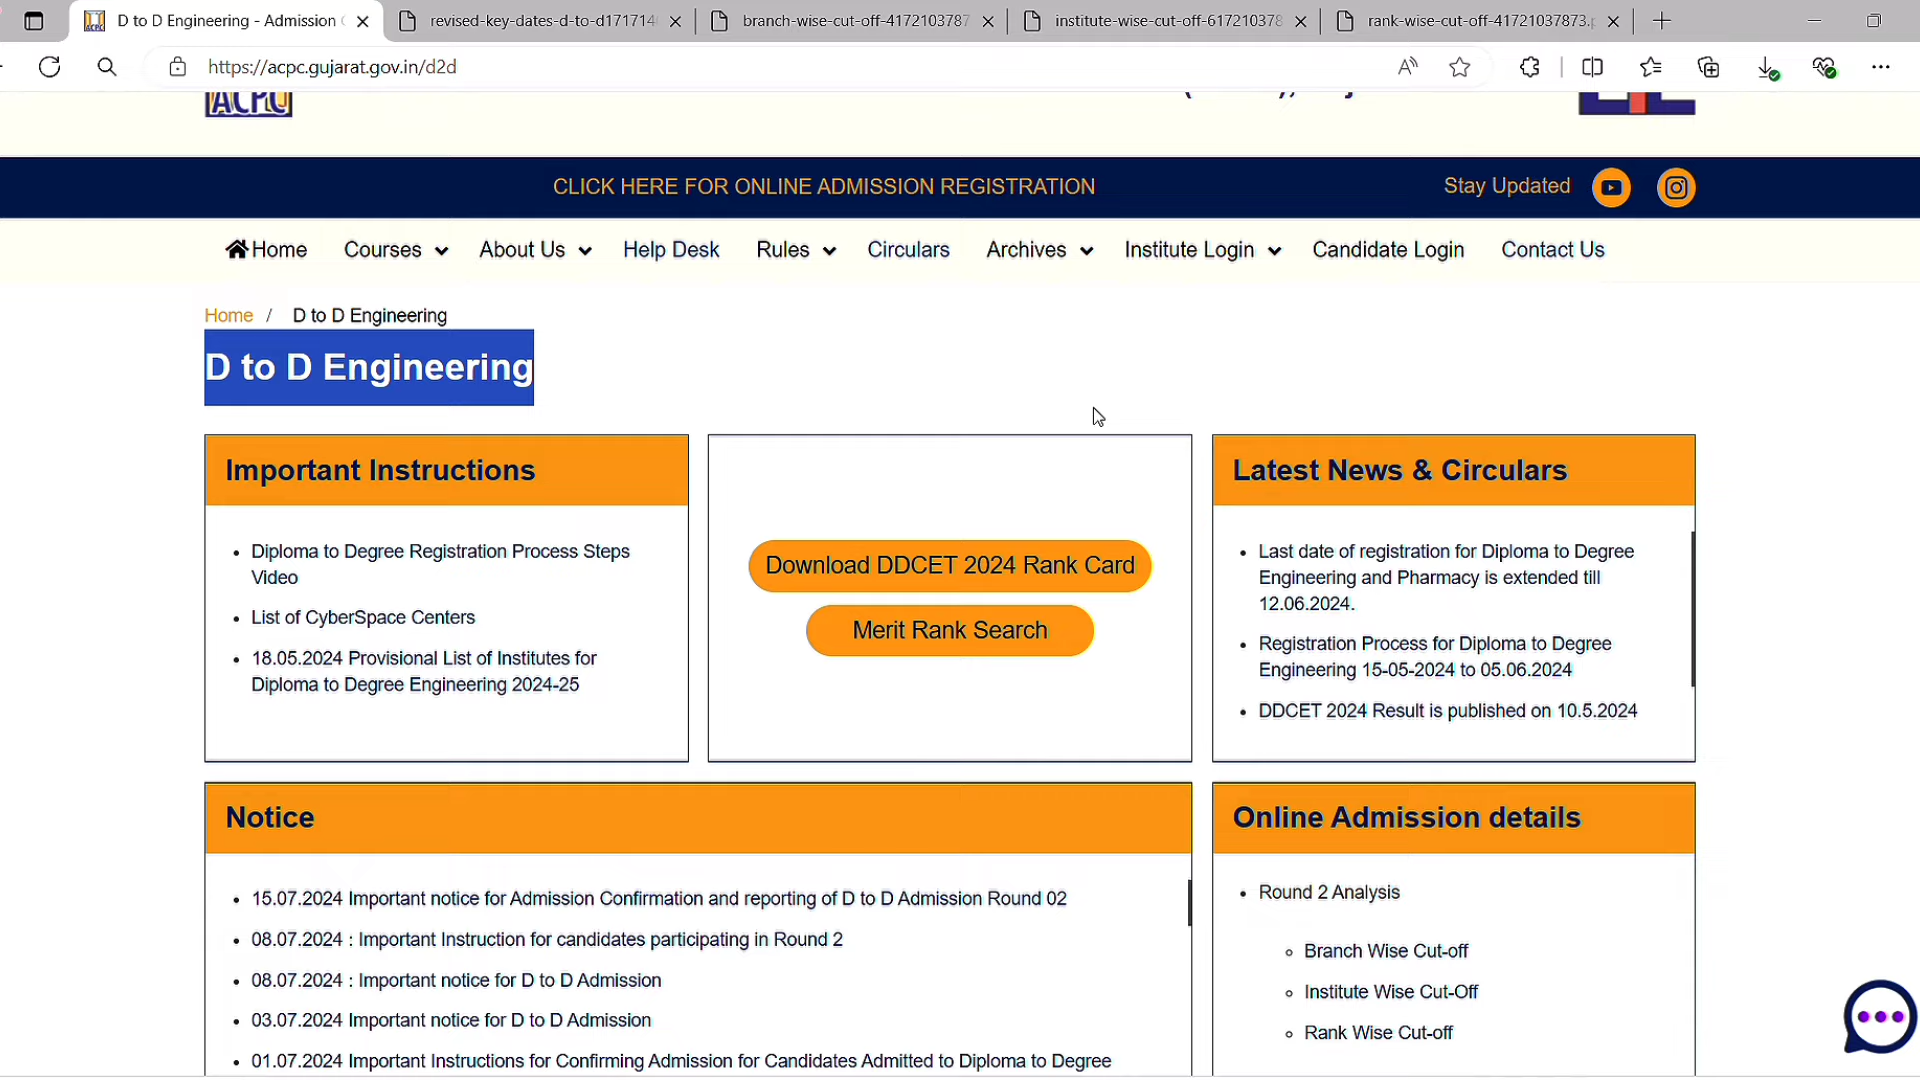 D to D Engineering - Admission
revised-key-dates-d-to-d171714
branch-wise-cut-off-4172103787
institute-wise-cut-off-617210378
rank-wise-cut-off-41721037873.p
https://acpc.gujarat.gov.in/d2d
ACPC
CLICK HERE FOR ONLINE ADMISSION REGISTRATION
Stay Updated
Home
Courses
About Us
Help Desk
Rules
Circulars
Archives
Institute Login
Candidate Login
Contact Us
Home / D to D Engineering
D to D Engineering
Important Instructions
• Diploma to Degree Registration Process Steps
Video
• List of CyberSpace Centers
• 18.05.2024 Provisional List of Institutes for
Diploma to Degree Engineering 2024-25
Download DDCET 2024 Rank Card
Merit Rank Search
Latest News & Circulars
• Last date of registration for Diploma to Degree
Engineering and Pharmacy is extended till
12.06.2024.
• Registration Process for Diploma to Degree
Engineering 15-05-2024 to 05.06.2024
• DDCET 2024 Result is published on 10.5.2024
Notice
• 15.07.2024 Important notice for Admission Confirmation and reporting of D to D Admission Round 02
• 08.07.2024 : Important Instruction for candidates participating in Round 2
• 08.07.2024 : Important notice for D to D Admission
• 03.07.2024 Important notice for D to D Admission
• 01.07.2024 Important Instructions for Confirming Admission for Candidates Admitted to Diploma to Degree
Online Admission details
• Round 2 Analysis
◦ Branch Wise Cut-off
◦ Institute Wise Cut-Off
◦ Rank Wise Cut-off